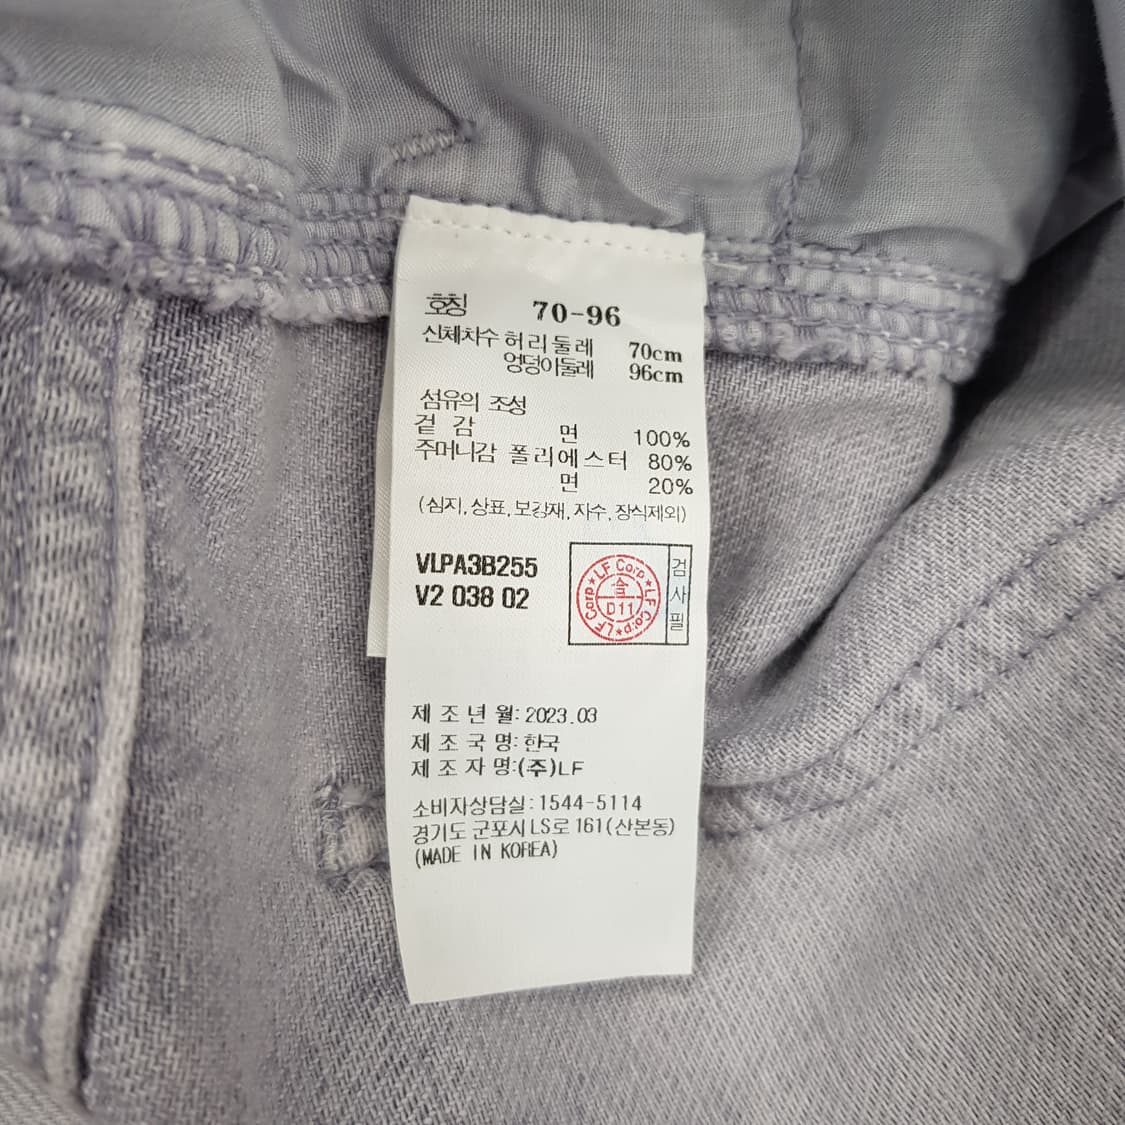 호칭 70-96
신체치수 허리둘레 70cm
엉덩이둘레 96cm
섬유의 조성
겉감 면 100%
주머니감 폴리에스터 80%
면 20%
(심지,상표,보강재,자수,장식제외)
VLPA3B255
V2 038 02
LF Corp★LF Corp★LF Corp★
합
D11
검사필
제조년월:2023.03
제조국명:한국
제조자명:(주)LF
소비자상담실:1544-5114
경기도 군포시 LS로 161(산본동)
(MADE IN KOREA)